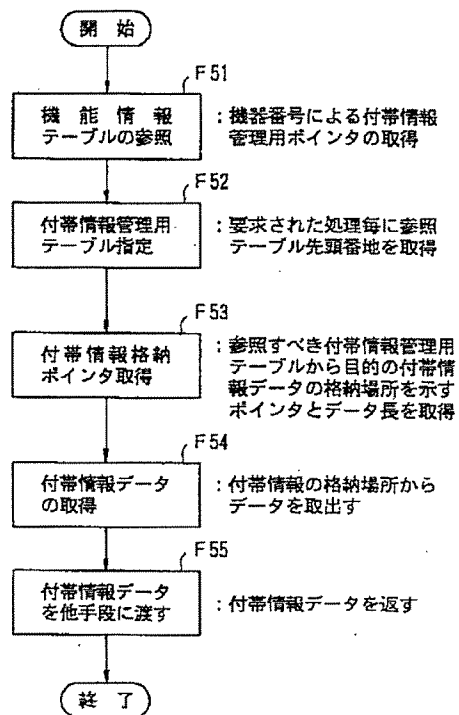 開始
F51
機能情報
テーブルの参照
：機器番号による付帯情報
管理用ポインタの取得
F52
付帯情報管理用
テーブル指定
：要求された処理毎に参照
テーブル先頭番地を取得
F53
付帯情報格納
ポインタ取得
：参照すべき付帯情報管理用
テーブルから目的の付帯情
報データの格納場所を示す
ポインタとデータ長を取得
F54
付帯情報データ
の取得
：付帯情報の格納場所から
データを取出す
F55
付帯情報データ
を他手段に渡す
：付帯情報データを返す
終了